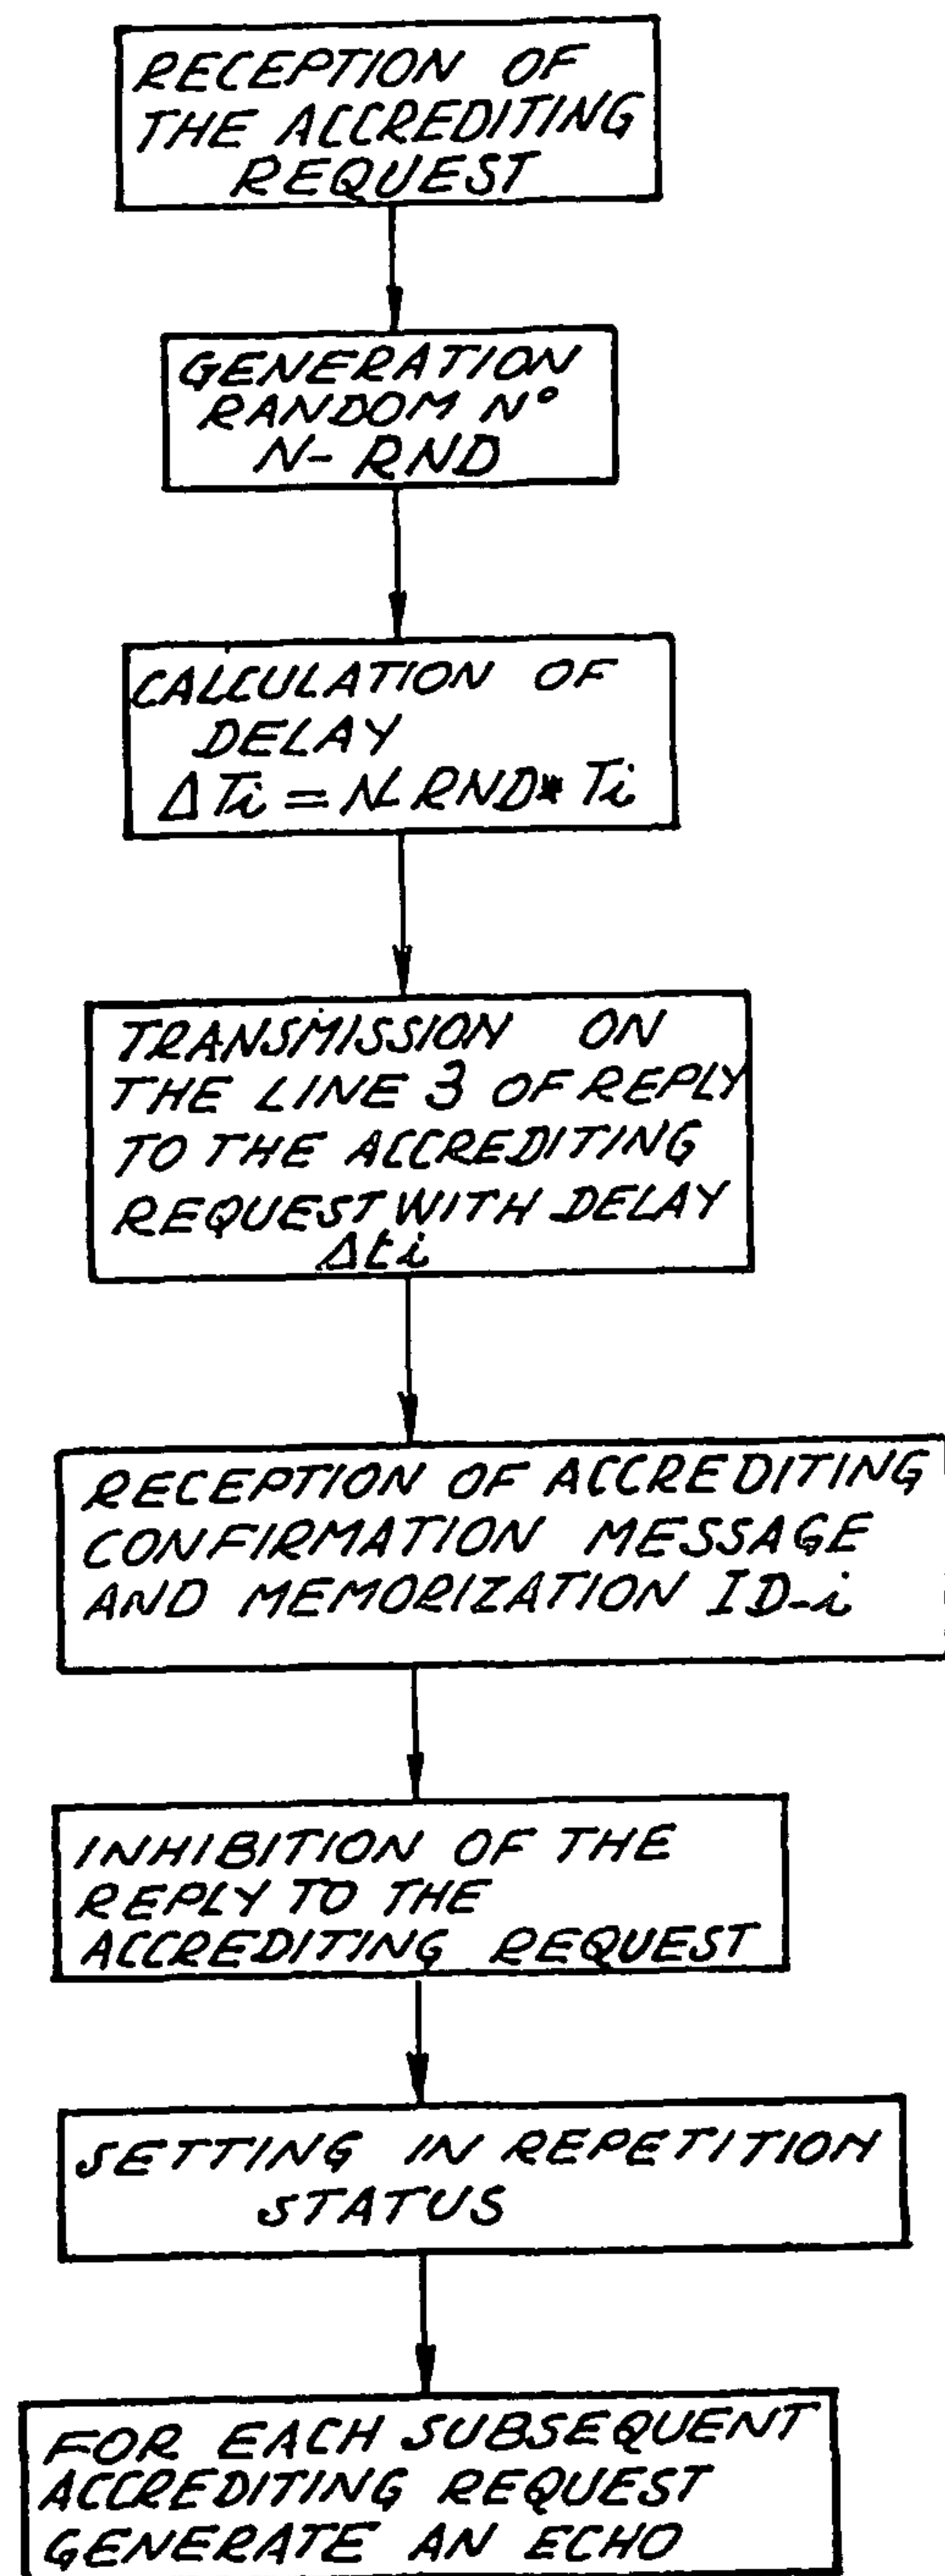 RECEPTION OF
THE ACCREDITING
REQUEST
GENERATION
RANDOM N°
N- RND
CALCULATION OF
DELAY
ΔTi = N-RND* Ti
TRANSMISSION ON
THE LINE 3 OF REPLY
TO THE ACCREDITING
REQUEST WITH DELAY
Δti
RECEPTION OF ACCREDITING
CONFIRMATION MESSAGE
AND MEMORIZATION ID-i
INHIBITION OF THE
REPLY TO THE
ACCREDITING REQUEST
SETTING IN REPETITION
STATUS
FOR EACH SUBSEQUENT
ACCREDITING REQUEST
GENERATE AN ECHO